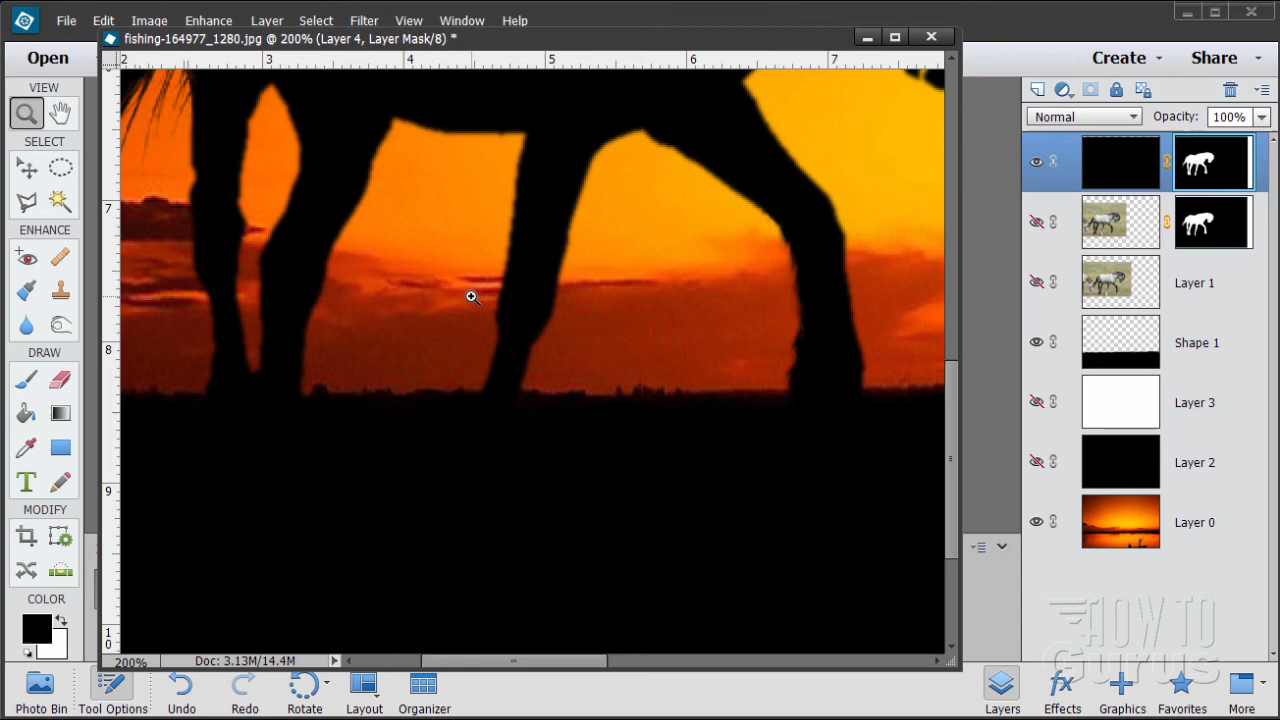 File Edit Image Enhance Layer Select Filter View Window Help
fishing-164977_1280.jpg @ 200% (Layer 4, Layer Mask/8) *
Open
Create
Share
VIEW
SELECT
ENHANCE
DRAW
MODIFY
COLOR
2 3 4 5 6 7
7
8
9
10
Normal
Opacity: 100%
Layer 1
Shape 1
Layer 3
Layer 2
Layer 0
200%
Doc: 3.13M/14.4M
HOW TO
Gurus
Photo Bin
Tool Options
Undo
Redo
Rotate
Layout
Organizer
Layers
Effects
Graphics
Favorites
More